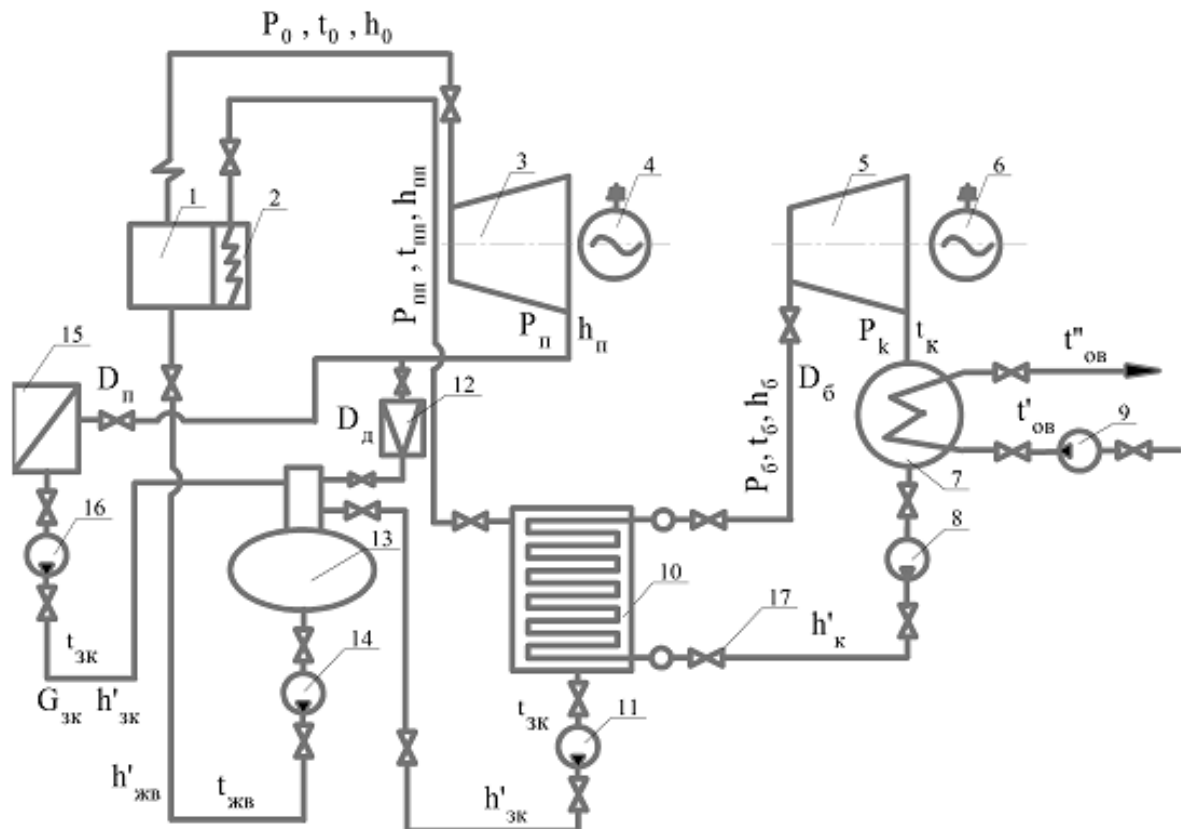 P₀ , t₀ , h₀
1
2
3
4
5
6
Pпп , tпп , hпп
Pп
hп
Pк
tк
t"ов
15
Dп
12
Dд
Pб, tб, hб
Dб
t'ов
9
7
16
13
10
8
17
h'к
14
tзк
Gзк h'зк
tзк
11
h'жв
tжв
h'зк